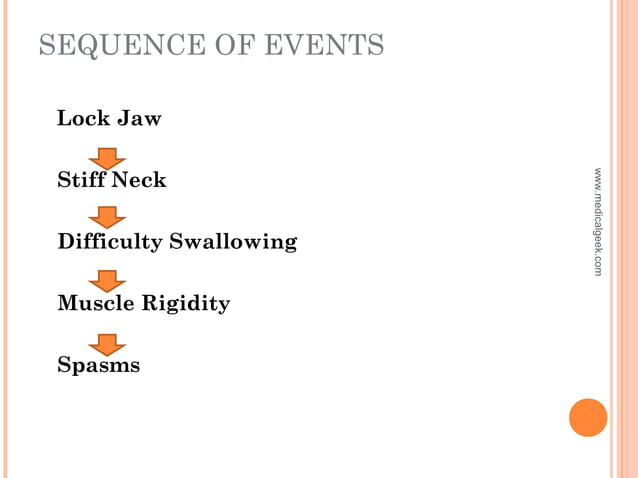 SEQUENCE OF EVENTS
Lock Jaw
Stiff Neck
Difficulty Swallowing
Muscle Rigidity
Spasms
www.medicalgeek.com